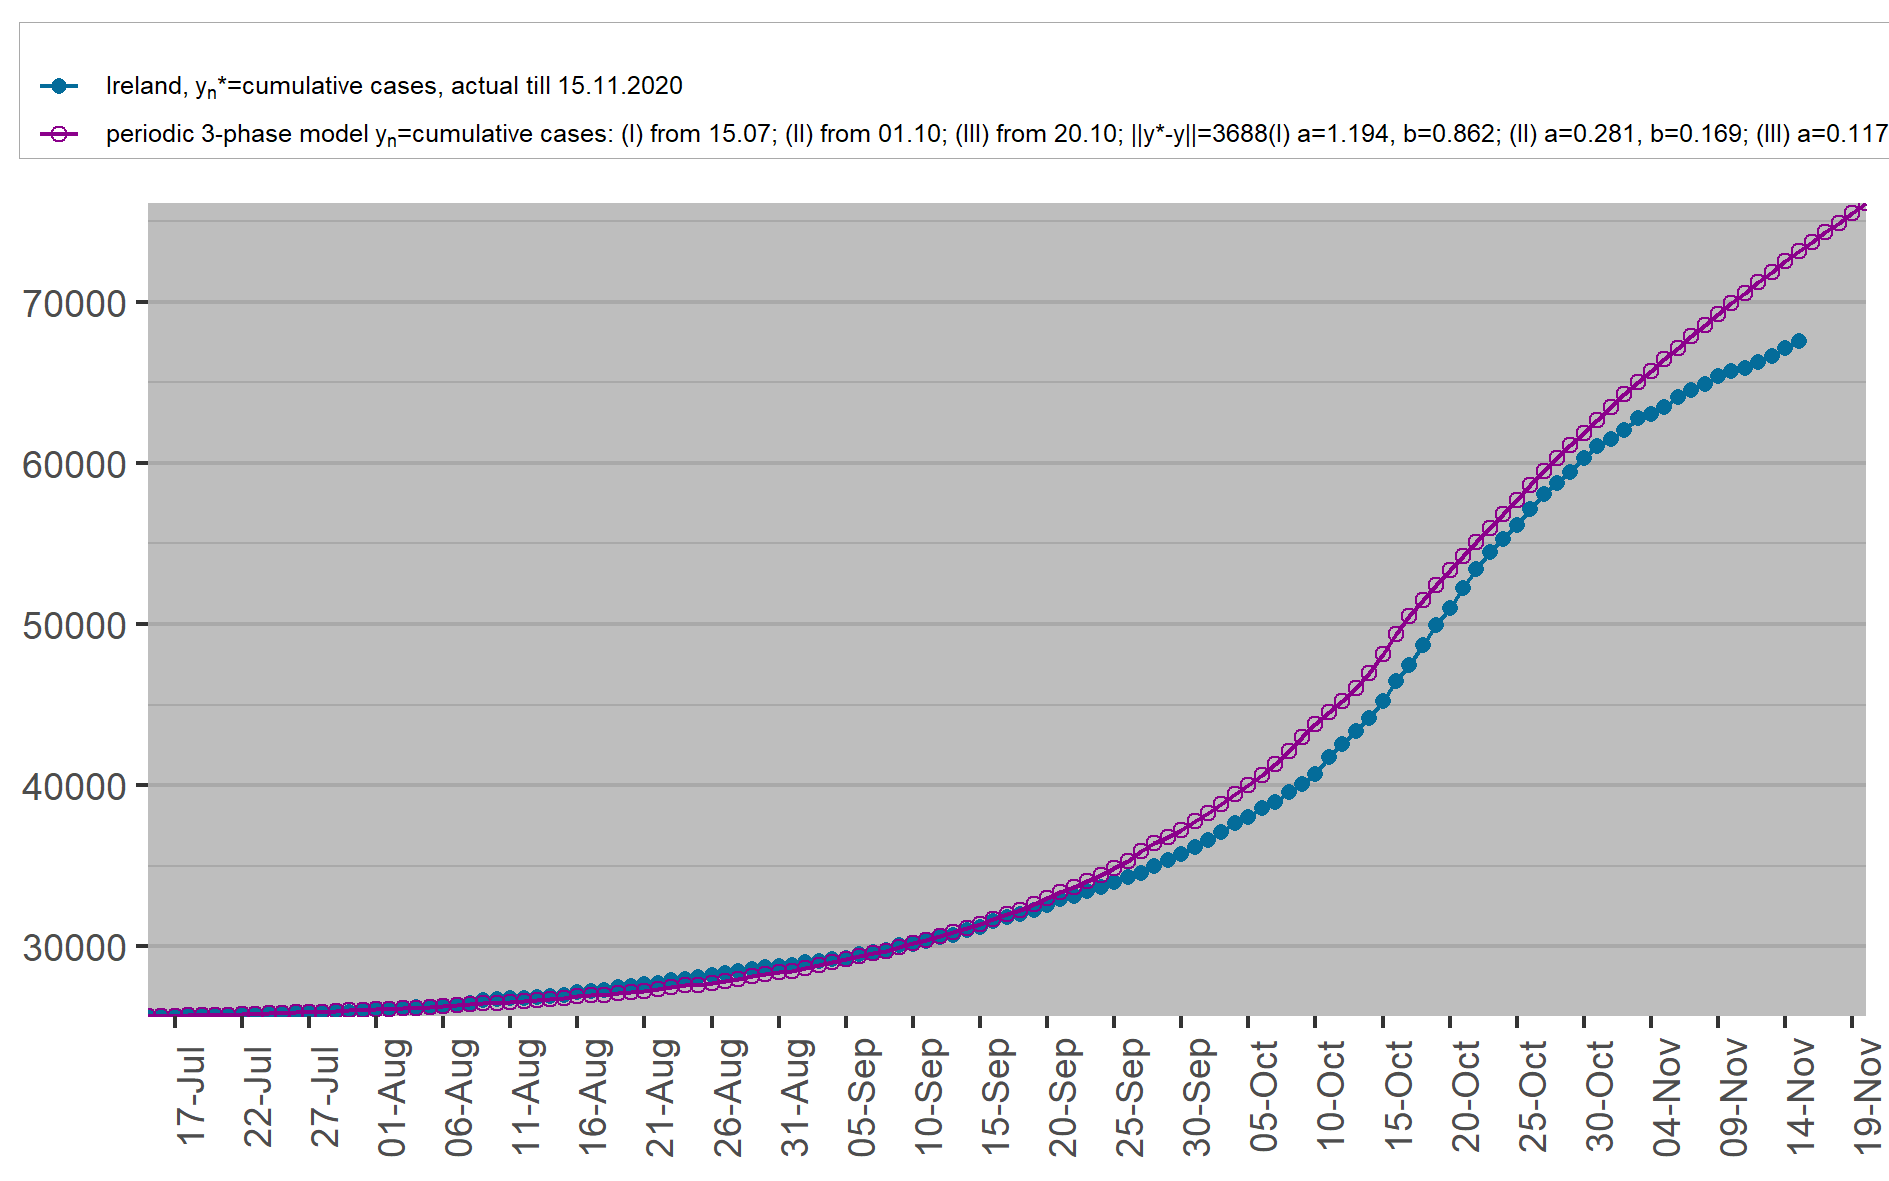 Ireland, yn*=cumulative cases, actual till 15.11.2020
periodic 3-phase model yn=cumulative cases: (I) from 15.07; (II) from 01.10; (III) from 20.10; ||y*-y||=3688(I) a=1.194, b=0.862; (II) a=0.281, b=0.169; (III) a=0.117
70000
60000
50000
40000
30000
17-Jul
22-Jul
27-Jul
01-Aug
06-Aug
11-Aug
16-Aug
21-Aug
26-Aug
31-Aug
05-Sep
10-Sep
15-Sep
20-Sep
25-Sep
30-Sep
05-Oct
10-Oct
15-Oct
20-Oct
25-Oct
30-Oct
04-Nov
09-Nov
14-Nov
19-Nov